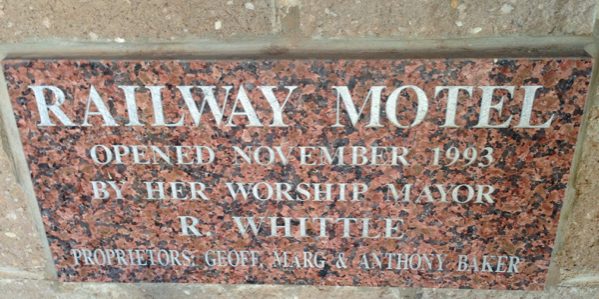 RAILWAY MOTEL
OPENED NOVEMBER 1993
BY HER WORSHIP MAYOR
R. WHITTLE
PROPRIETORS: GEOFF, MARG & ANTHONY BAKER